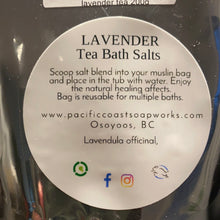 lavender tea 200g
LAVENDER
Tea Bath Salts
Scoop salt blend into your muslin bag
and place in the tub with water. Enjoy
the natural healing affects.
Bag is reusable for multiple baths.
www.pacificcoastsoapworks.com
Osoyoos, BC
Lavendula officinal,